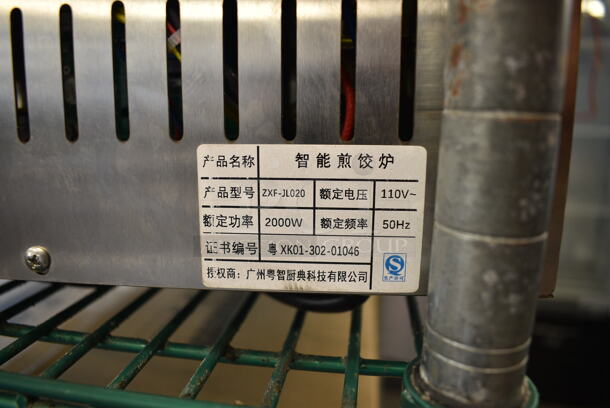 产品名称 智能煎饺炉
产品型号 ZXF-JL020 额定电压 110V~
额定功率 2000W 额定频率 50Hz
证书编号 粤 XK01-302-01046
授权商：广州粤智厨典科技有限公司